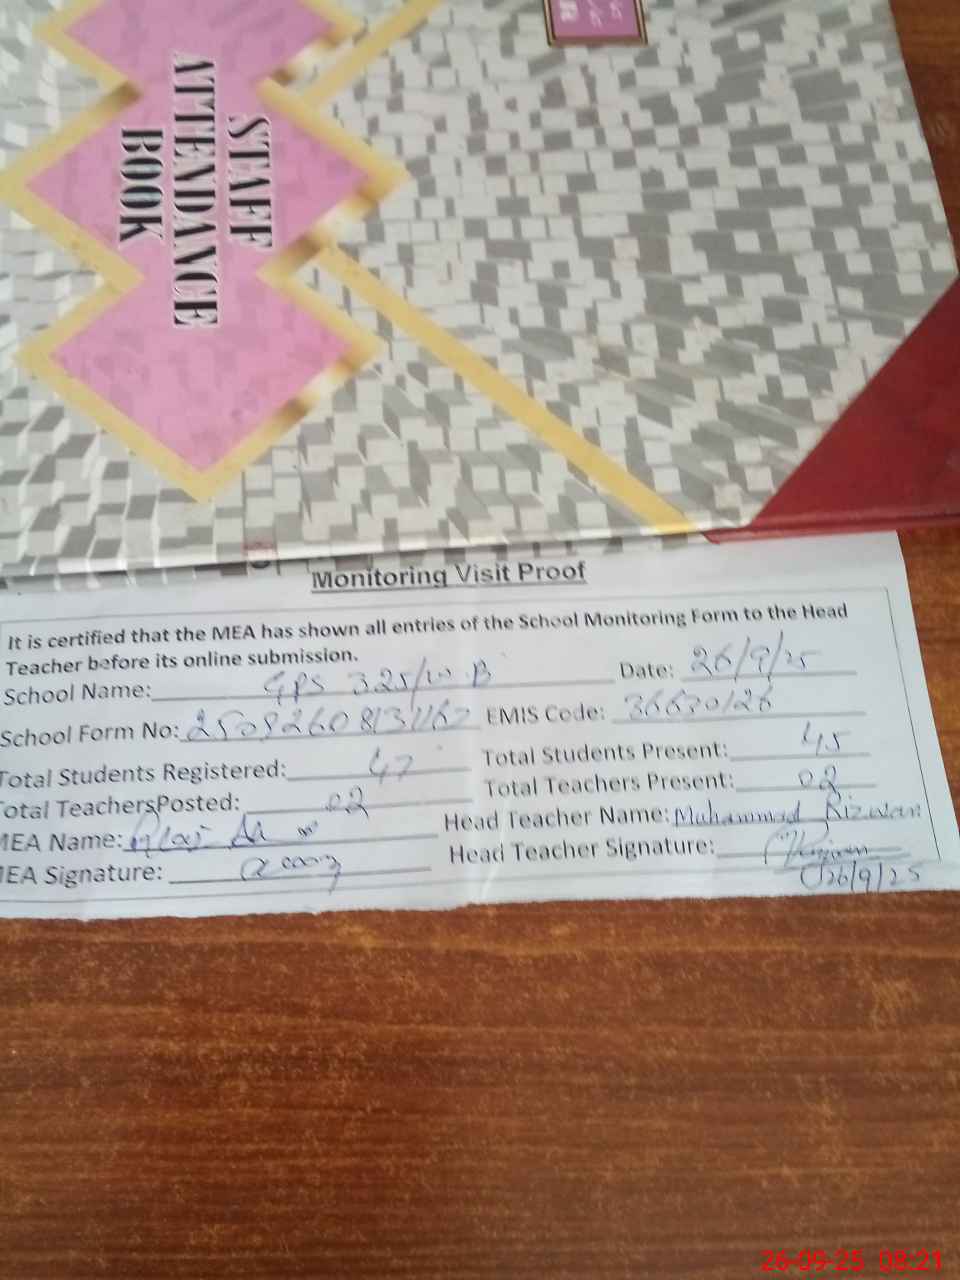 STAFF
ATTENDANCE
BOOK
Monitoring Visit Proof
It is certified that the MEA has shown all entries of the School Monitoring Form to the Head
Teacher before its online submission.
School Name: GPS 325/10.B Date: 26/9/25
School Form No: EMIS Code: 36630126
Total Students Registered: 47 Total Students Present: 45
Total TeachersPosted: 02 Total Teachers Present: 02
MEA Name: Head Teacher Name: Muhammad Rizwan
MEA Signature: Head Teacher Signature:
26/9/25
26-09-25 08:21